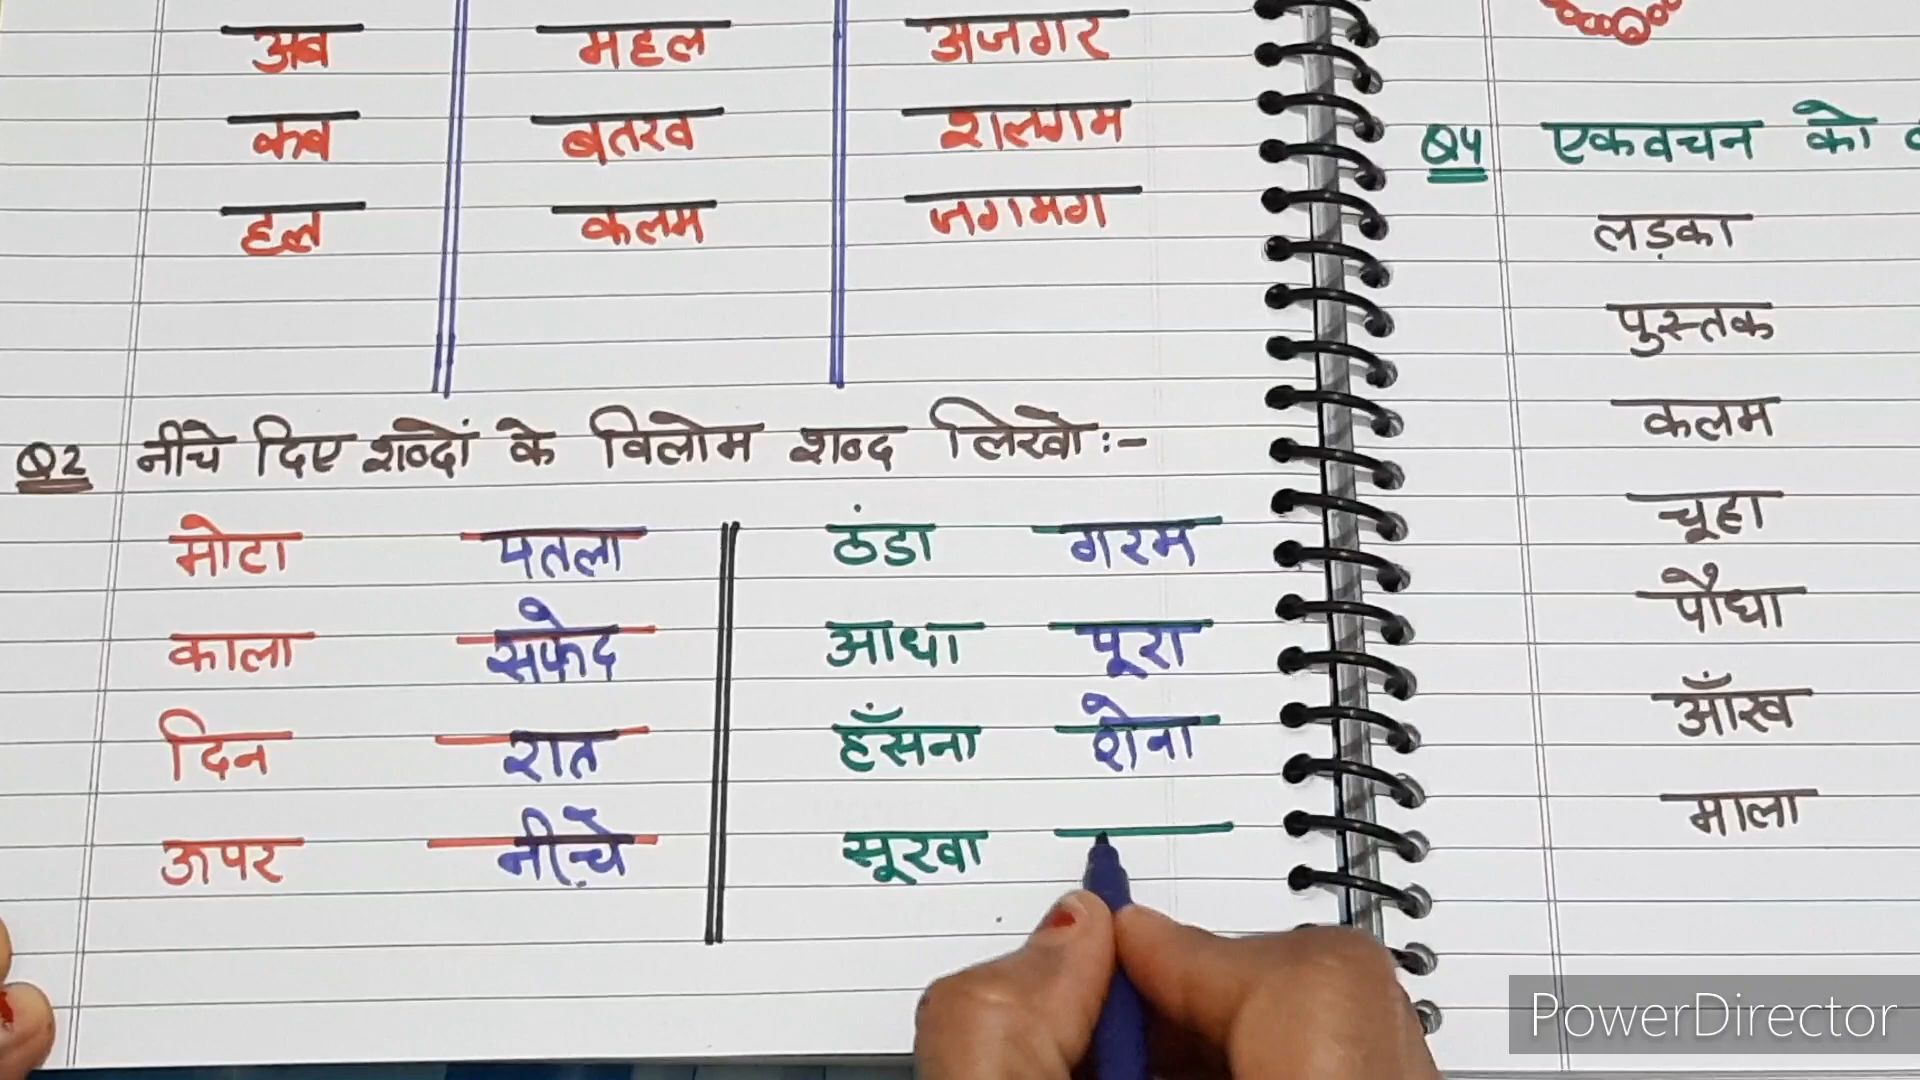 अब महल अजगर
कब बतख शलगम
हल कलम जगमग
Q2 नीचे दिए शब्दों के विलोम शब्द लिखो :-
मोटा पतला ठंडा गरम
काला सफेद आधा पूरा
दिन रात हँसना रोना
ऊपर नीचे सूखा
Q4 एकवचन को
लड़का
पुस्तक
कलम
चूहा
पौधा
आँख
माला
PowerDirector